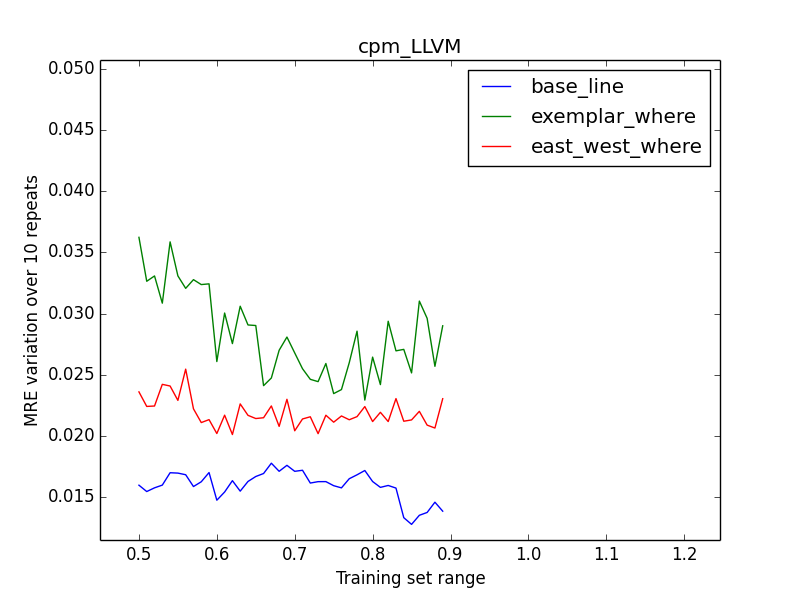 cpm_LLVM
base_line
exemplar_where
east_west_where
MRE variation over 10 repeats
0.050
0.045
0.040
0.035
0.030
0.025
0.020
0.015
0.5 0.6 0.7 0.8 0.9 1.0 1.1 1.2
Training set range